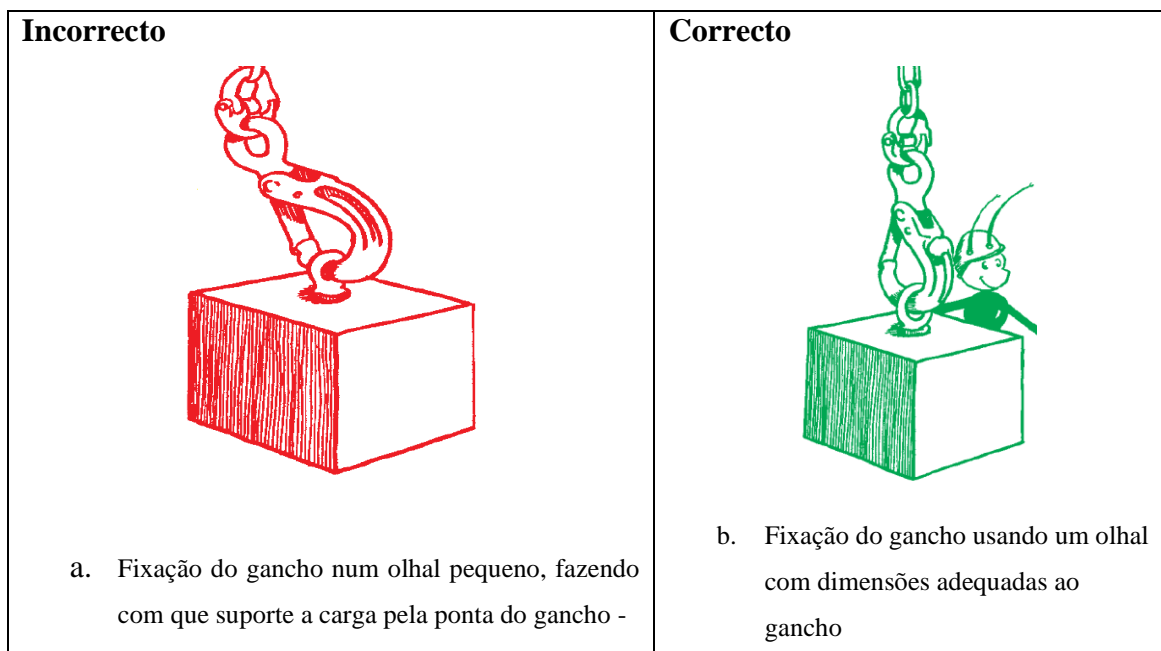 Incorrecto
a. Fixação do gancho num olhal pequeno, fazendo
com que suporte a carga pela ponta do gancho -
Correcto
b. Fixação do gancho usando um olhal
com dimensões adequadas ao
gancho